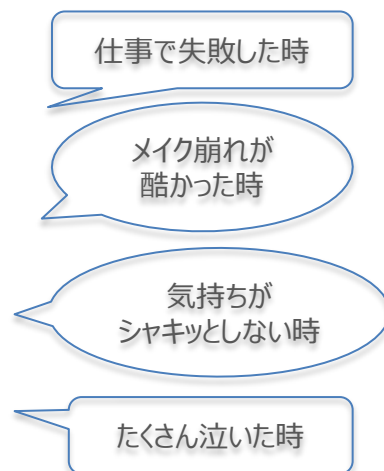 仕事で失敗した時
メイク崩れが
酷かった時
気持ちが
シャキッとしない時
たくさん泣いた時